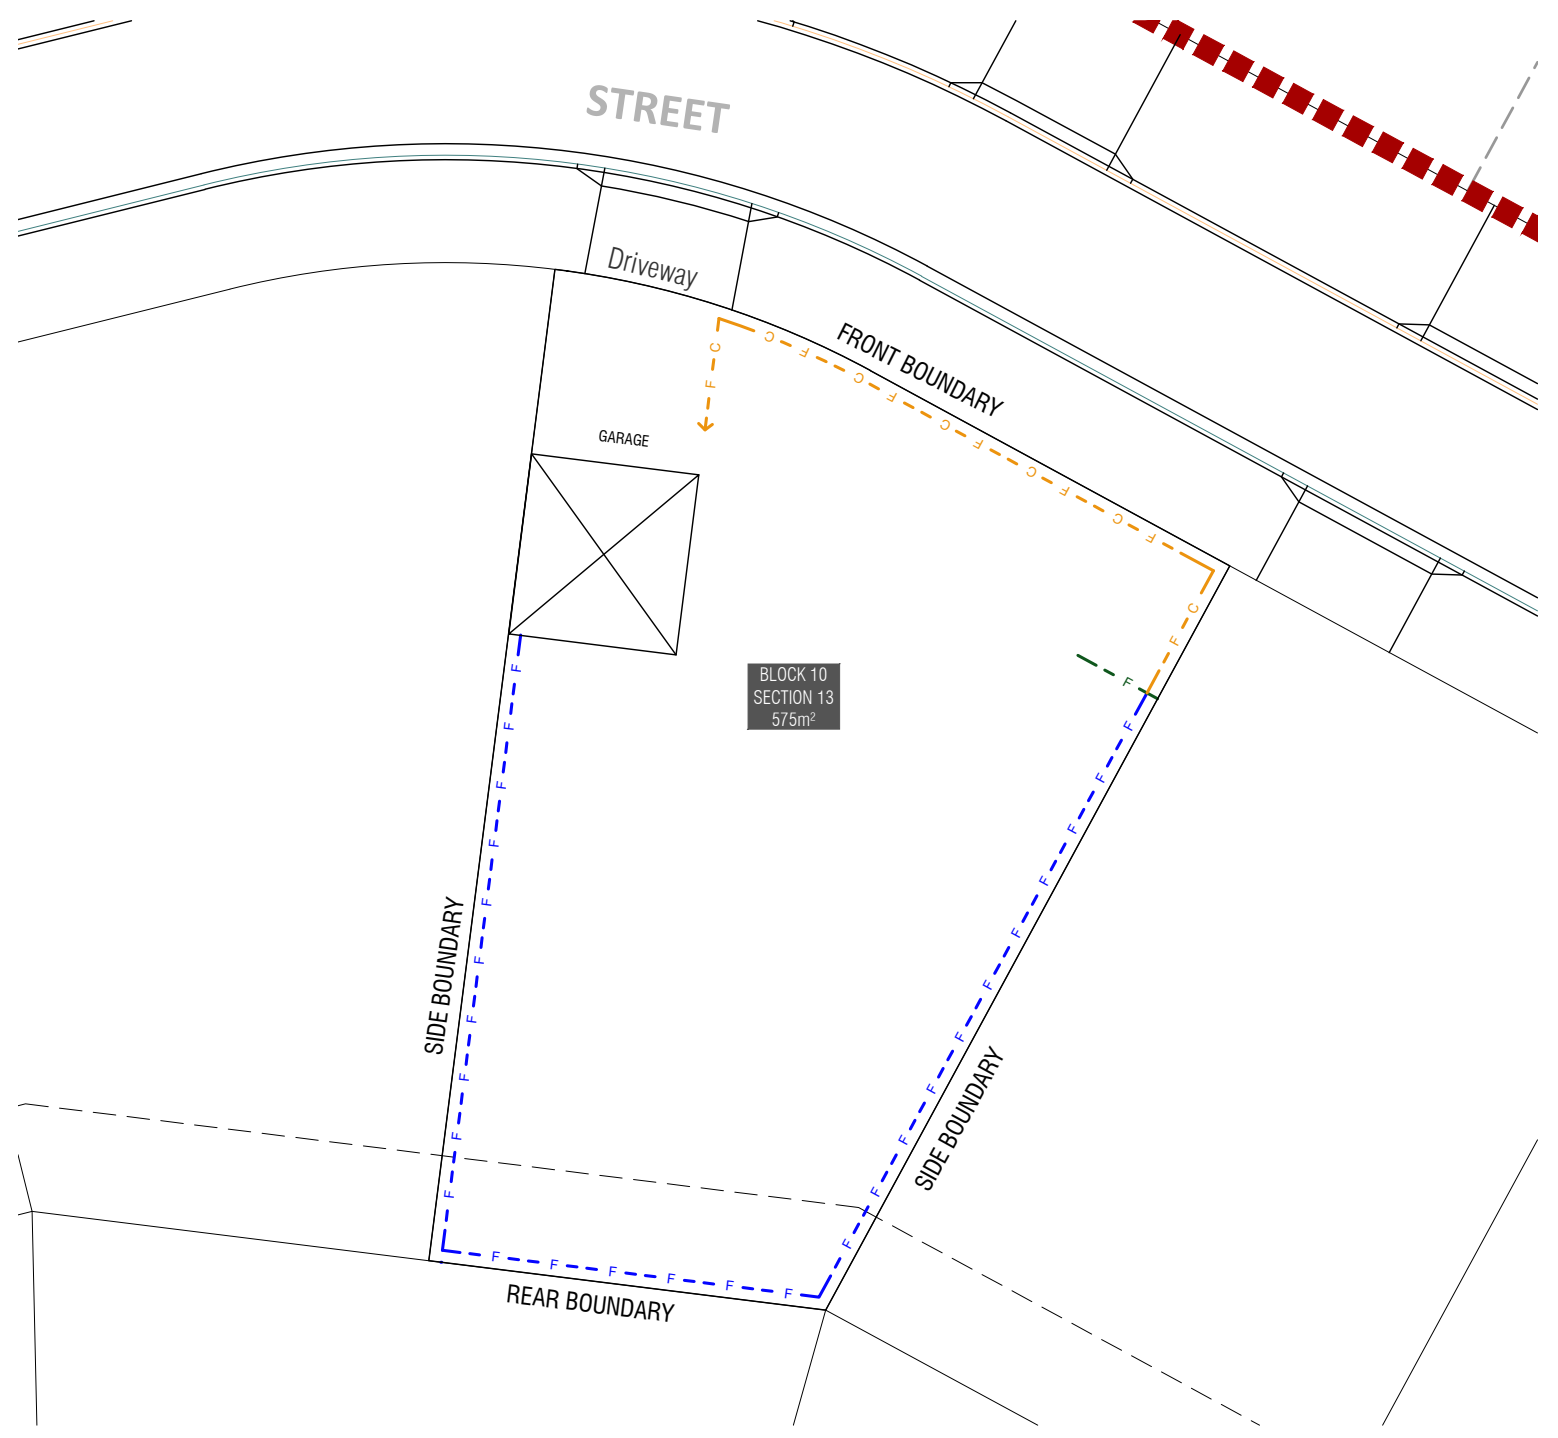 STREET
Driveway
FRONT BOUNDARY
C
F
C F C F C F C F C F
GARAGE
C
F
F
BLOCK 10
SECTION 13
575m²
F F F F F F F F F F
F F F F F F F F F F F
SIDE BOUNDARY
SIDE BOUNDARY
F F F F F F
REAR BOUNDARY